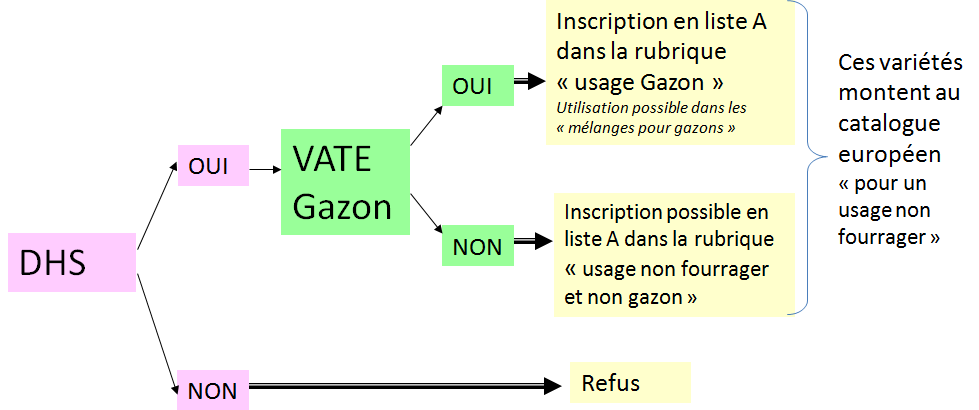 DHS
OUI
NON
VATE
Gazon
OUI
NON
Inscription en liste A
dans la rubrique
« usage Gazon »
Utilisation possible dans les
« mélanges pour gazons »
Inscription possible en
liste A dans la rubrique
« usage non fourrager
et non gazon »
Refus
Ces variétés
montent au
catalogue
européen
« pour un
usage non
fourrager »